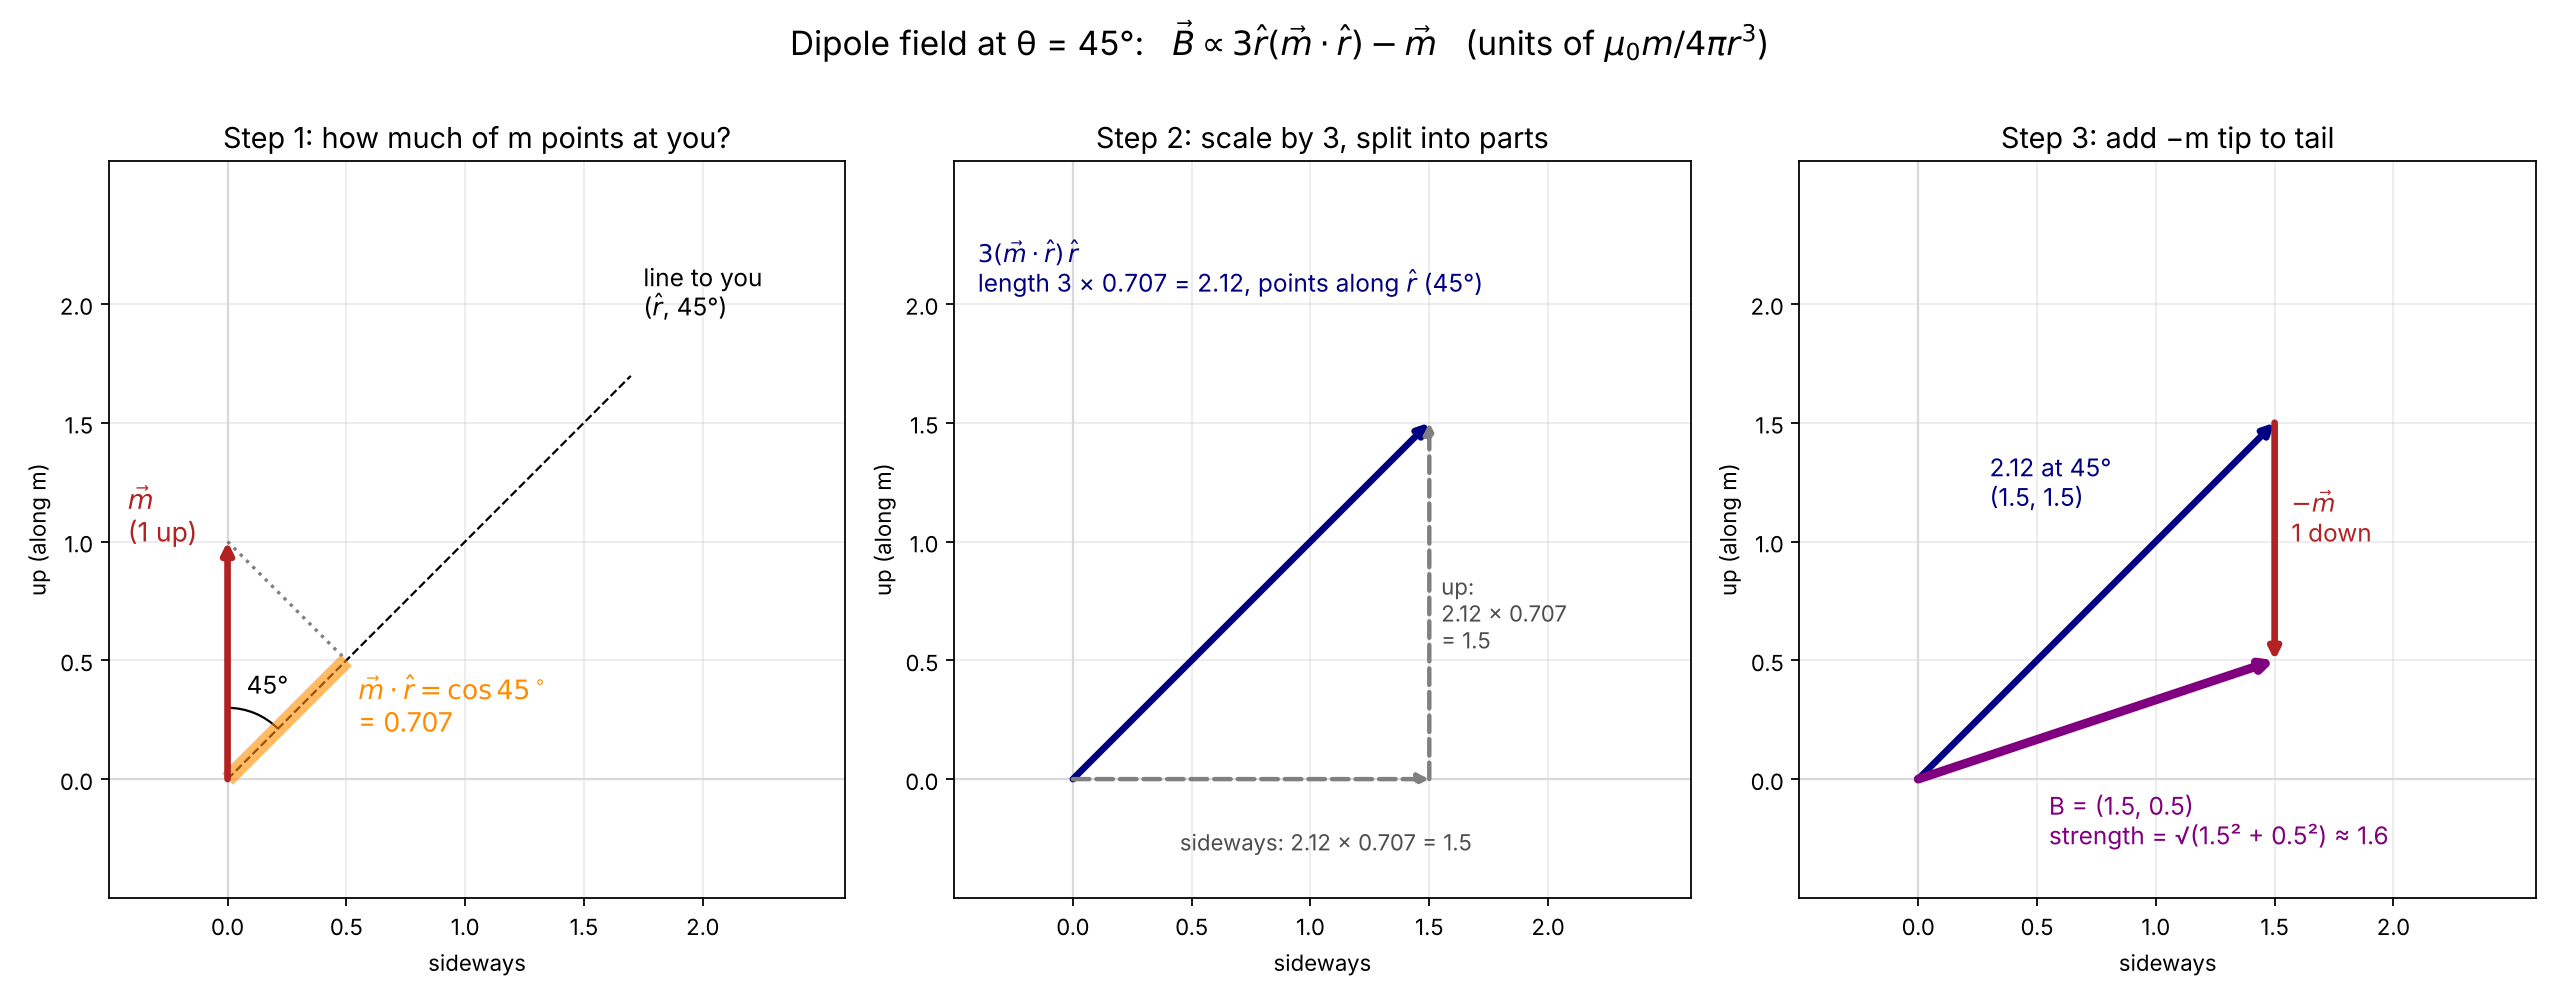 Dipole field at θ = 45°: B⃗ ∝ 3r̂(m⃗ · r̂) − m⃗ (units of μ₀m/4πr³)
Step 1: how much of m points at you?
line to you
(r̂, 45°)
m⃗
(1 up)
45°
m⃗ · r̂ = cos 45°
= 0.707
up (along m)
2.0
1.5
1.0
0.5
0.0
0.0 0.5 1.0 1.5 2.0
sideways
Step 2: scale by 3, split into parts
3(m⃗ · r̂) r̂
length 3 × 0.707 = 2.12, points along r̂ (45°)
up:
2.12 × 0.707
= 1.5
sideways: 2.12 × 0.707 = 1.5
up (along m)
2.0
1.5
1.0
0.5
0.0
0.0 0.5 1.0 1.5 2.0
sideways
Step 3: add −m tip to tail
2.12 at 45°
(1.5, 1.5)
−m⃗
1 down
B = (1.5, 0.5)
strength = √(1.5² + 0.5²) ≈ 1.6
up (along m)
2.0
1.5
1.0
0.5
0.0
0.0 0.5 1.0 1.5 2.0
sideways